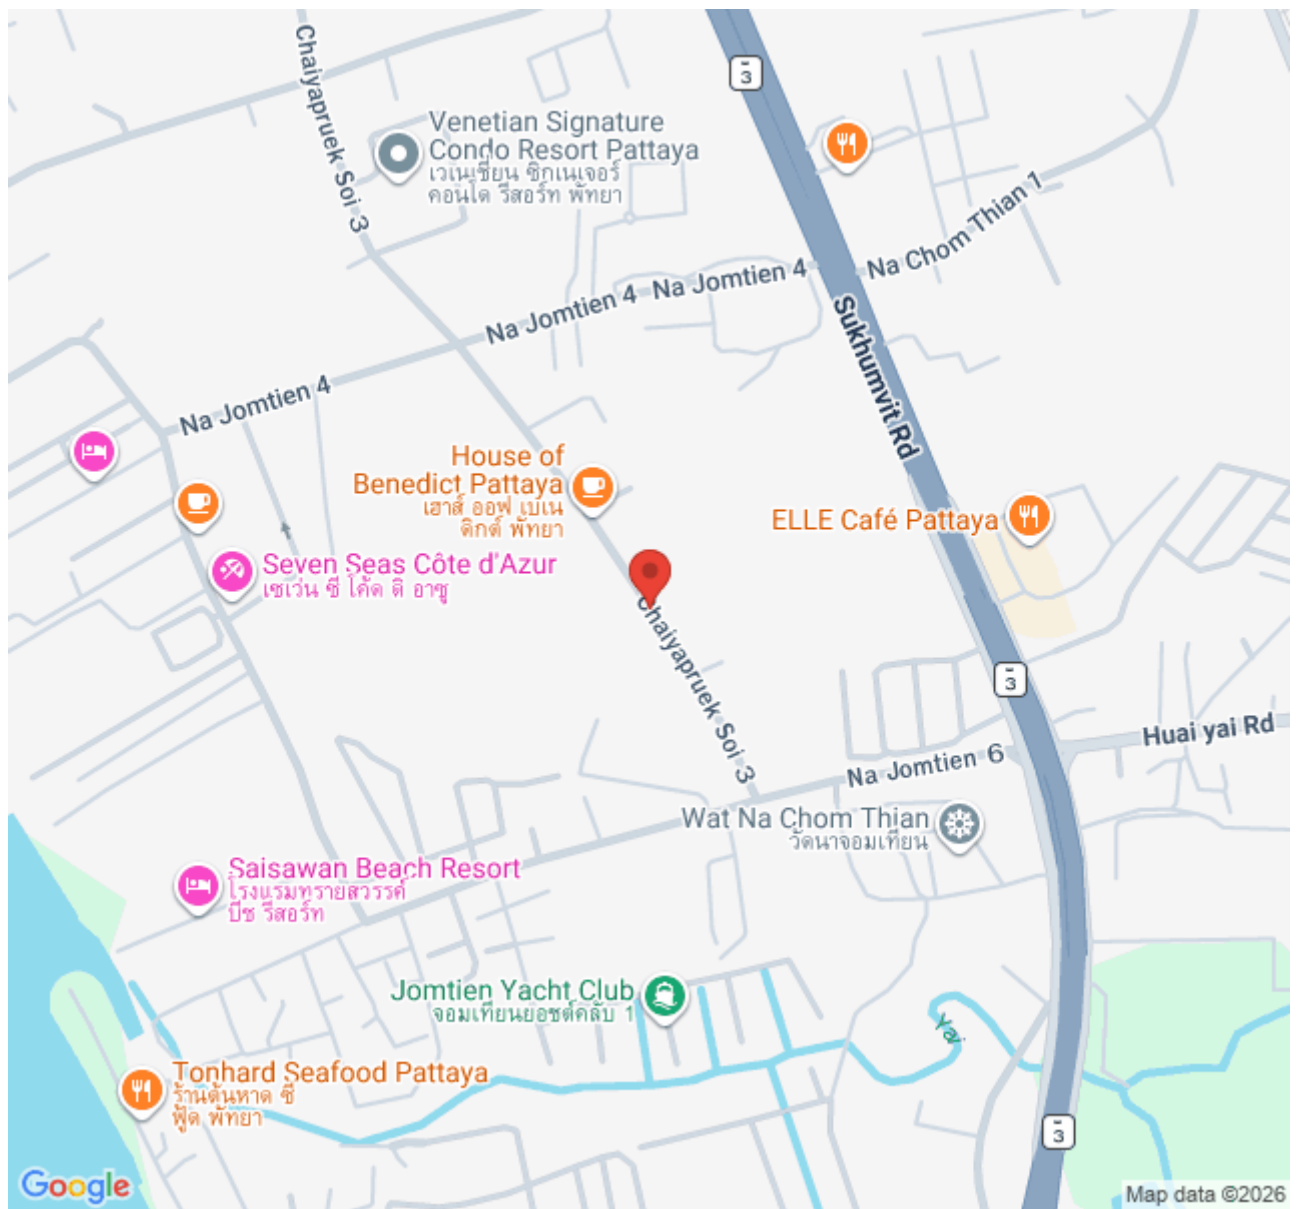 Chaiyapruek Soi 3
3
Venetian Signature
Condo Resort Pattaya
เวเนเชี่ยน ซิกเนเจอร์
คอนโด รีสอร์ท พัทยา
Na Chom Thian 1
Na Jomtien 4
Na Jomtien 4
Sukhumvit Rd
Na Jomtien 4
House of
Benedict Pattaya
เฮาส์ ออฟ เบเน
ดิกต์ พัทยา
ELLE Café Pattaya
Seven Seas Côte d'Azur
เซเว่น ซี โค้ด ดิ อาซู
Chaiyapruek Soi 3
3
Huai yai Rd
Na Jomtien 6
Wat Na Chom Thian
วัดนาจอมเทียน
Saisawan Beach Resort
โรงแรมทรายสวรรค์
บีช รีสอร์ท
Jomtien Yacht Club
จอมเทียนยอชต์คลับ 1
Yai
Tonhard Seafood Pattaya
ร้านต้นหาด ซี
ฟู้ด พัทยา
3
Google
Map data ©2026